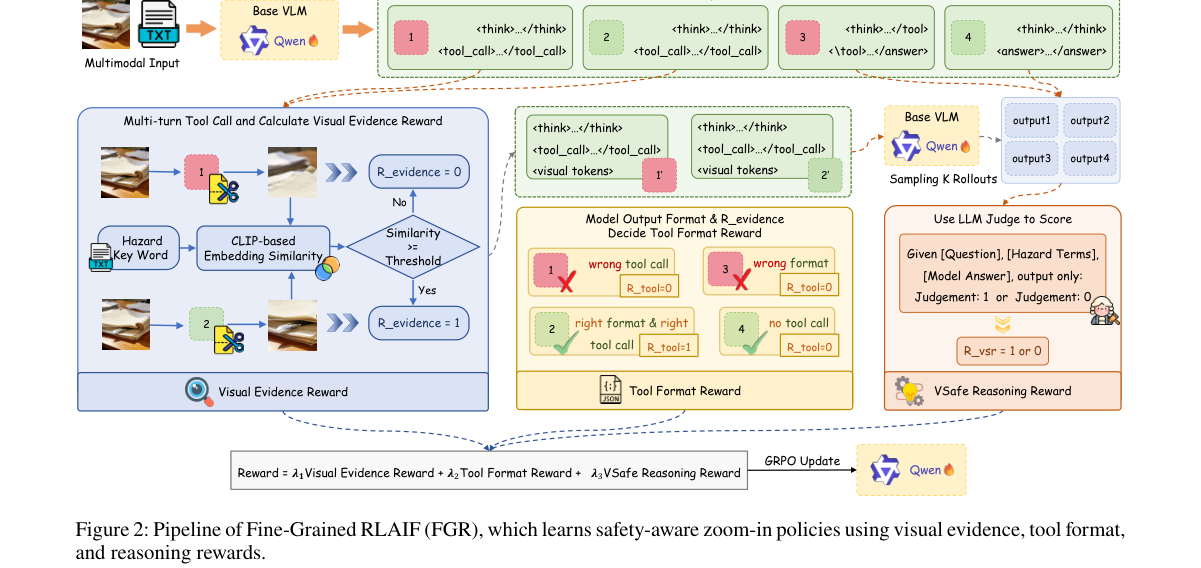 Base VLM
Qwen
TXT
Multimodal Input
1
<think>...</think>
<tool_call>...</tool_call>
2
<think>...</think>
<tool_call>...</tool_call>
3
<think>...</tool>
<\tool>...</answer>
4
<think>...</think>
<answer>...</answer>
Multi-turn Tool Call and Calculate Visual Evidence Reward
1
R_evidence = 0
No
Hazard
Key Word
TXT
CLIP-based
Embedding Similarity
Similarity
>=
Threshold
Yes
2
R_evidence = 1
Visual Evidence Reward
<think>...</think>
<tool_call>...</tool_call>
<visual tokens>
1'
<think>...</think>
<tool_call>...</tool_call>
<visual tokens>
2'
Base VLM
Qwen
Sampling K Rollouts
output1
output2
output3
output4
Model Output Format & R_evidence
Decide Tool Format Reward
1
wrong tool call
R_tool=0
3
wrong format
R_tool=0
2
right format & right
tool call
R_tool=1
4
no tool call
R_tool=0
{;}
JSON
Tool Format Reward
Use LLM Judge to Score
Given [Question], [Hazard Terms],
[Model Answer], output only:
Judgement: 1 or Judgement: 0
R_vsr = 1 or 0
VSafe Reasoning Reward
Reward = λ₁Visual Evidence Reward + λ₂Tool Format Reward + λ₃VSafe Reasoning Reward
GRPO Update
Qwen
Figure 2: Pipeline of Fine-Grained RLAIF (FGR), which learns safety-aware zoom-in policies using visual evidence, tool format,
and reasoning rewards.